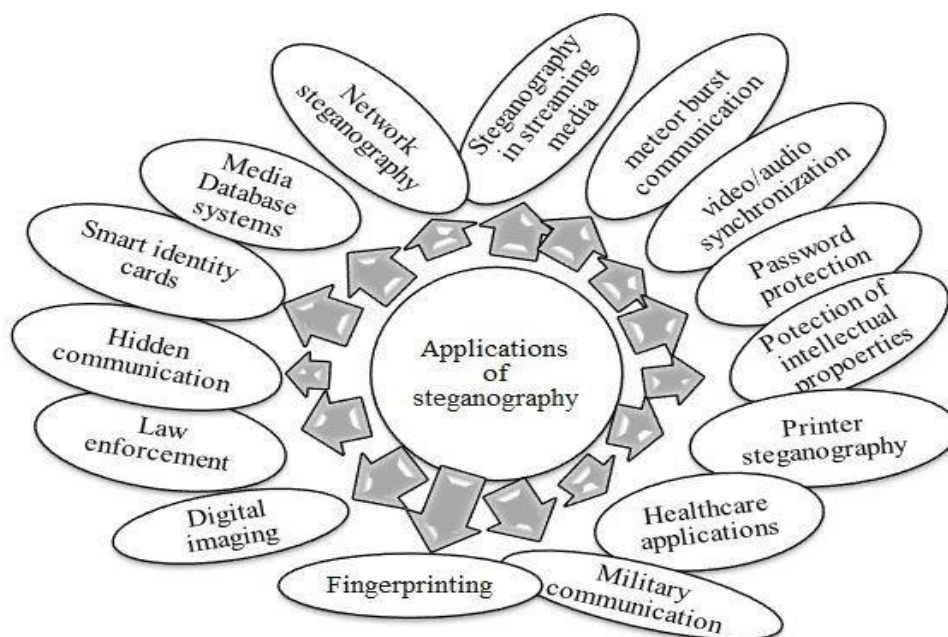 Applications
of
steganography
Steganography
in streaming
media
meteor burst
communication
video/audio
synchronization
Password
protection
Potection of
intellectual
propoerties
Printer
steganography
Healthcare
applications
Military
communication
Fingerprinting
Digital
imaging
Law
enforcement
Hidden
communication
Smart identity
cards
Media
Database
systems
Network
steganography